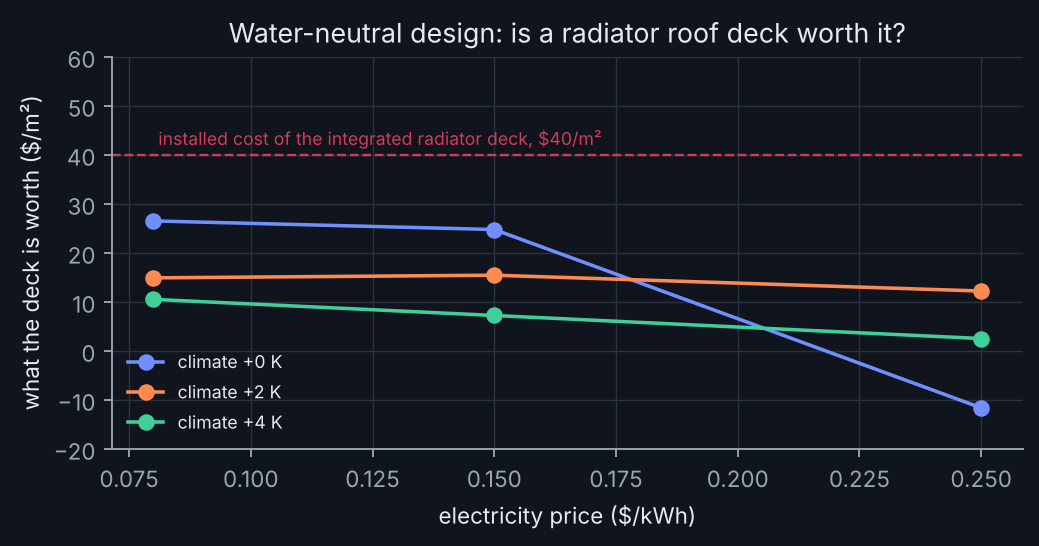 Water-neutral design: is a radiator roof deck worth it?
what the deck is worth ($/m²)
60
50
40
30
20
10
0
−10
−20
installed cost of the integrated radiator deck, $40/m²
climate +0 K
climate +2 K
climate +4 K
0.075 0.100 0.125 0.150 0.175 0.200 0.225 0.250
electricity price ($/kWh)